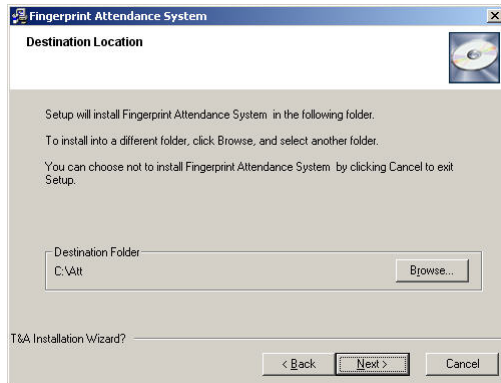 Fingerprint Attendance System
Destination Location
Setup will install Fingerprint Attendance System in the following folder.
To install into a different folder, click Browse, and select another folder.
You can choose not to install Fingerprint Attendance System by clicking Cancel to exit
Setup.
Destination Folder
C:\Att
Browse...
T&A Installation Wizard?
< Back
Next >
Cancel